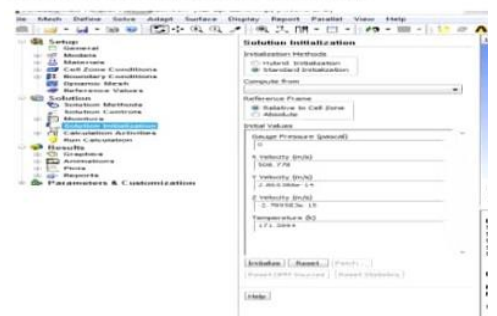 Mesh Define Solve Adapt Surface Display Report Parallel View Help
Setup
General
Models
Materials
Cell Zone Conditions
Boundary Conditions
Dynamic Mesh
Reference Values
Solution
Solution Methods
Solution Controls
Monitors
Solution Initialization
Calculation Activities
Run Calculation
Results
Graphics
Animations
Plots
Reports
Parameters & Customization
Solution Initialization
Initialization Methods
Hybrid Initialization
Standard Initialization
Compute from
Reference Frame
Relative to Cell Zone
Absolute
Initial Values
Gauge Pressure (pascal)
0
X Velocity (m/s)
Y Velocity (m/s)
Z Velocity (m/s)
Temperature (k)
Initialize Reset Patch...
Reset DPM Sources Reset Statistics
Help